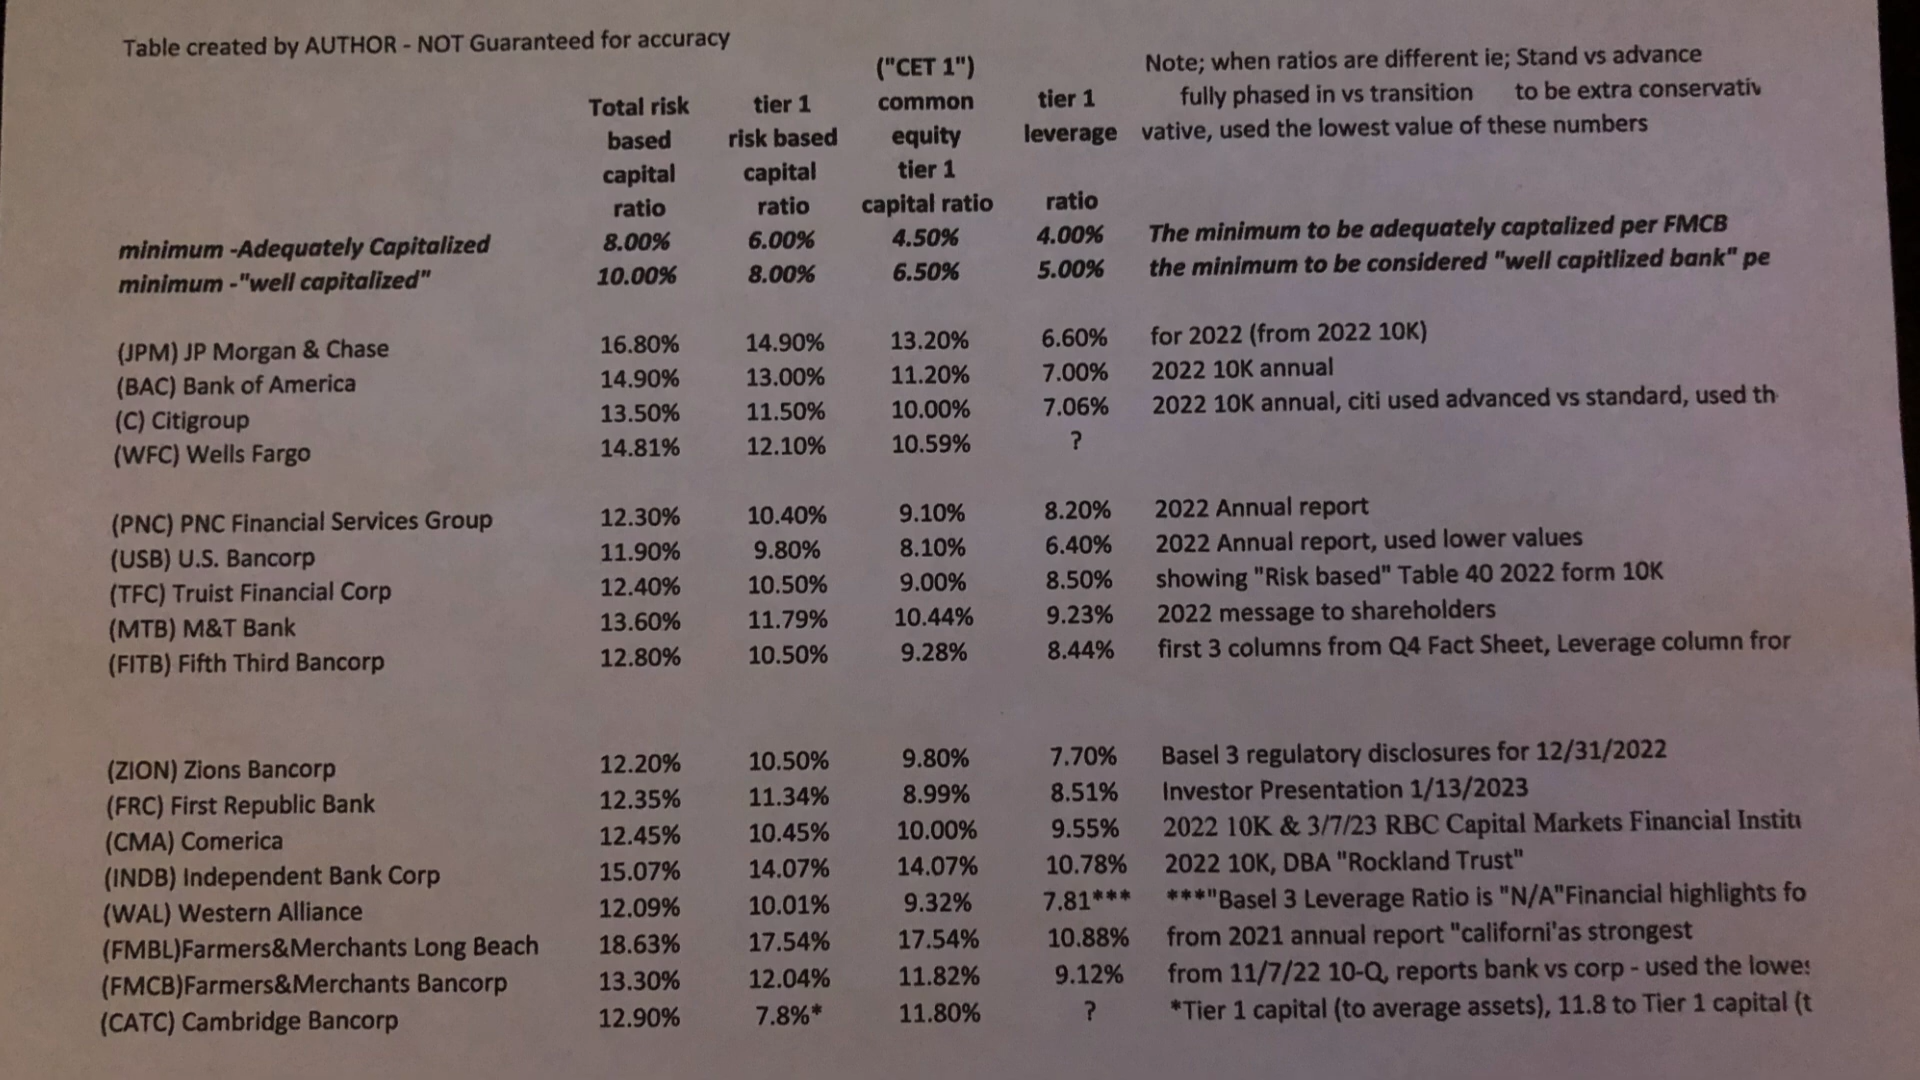 Table created by AUTHOR - NOT Guaranteed for accuracy
("CET 1") Note; when ratios are different ie; Stand vs advance
Total risk tier 1 common tier 1 fully phased in vs transition to be extra conservativ
based risk based equity leverage vative, used the lowest value of these numbers
capital capital tier 1
ratio ratio capital ratio ratio
minimum -Adequately Capitalized 8.00% 6.00% 4.50% 4.00% The minimum to be adequately captalized per FMCB
minimum -"well capitalized" 10.00% 8.00% 6.50% 5.00% the minimum to be considered "well capitlized bank" pe
(JPM) JP Morgan & Chase 16.80% 14.90% 13.20% 6.60% for 2022 (from 2022 10K)
(BAC) Bank of America 14.90% 13.00% 11.20% 7.00% 2022 10K annual
(C) Citigroup 13.50% 11.50% 10.00% 7.06% 2022 10K annual, citi used advanced vs standard, used th
(WFC) Wells Fargo 14.81% 12.10% 10.59% ?
(PNC) PNC Financial Services Group 12.30% 10.40% 9.10% 8.20% 2022 Annual report
(USB) U.S. Bancorp 11.90% 9.80% 8.10% 6.40% 2022 Annual report, used lower values
(TFC) Truist Financial Corp 12.40% 10.50% 9.00% 8.50% showing "Risk based" Table 40 2022 form 10K
(MTB) M&T Bank 13.60% 11.79% 10.44% 9.23% 2022 message to shareholders
(FITB) Fifth Third Bancorp 12.80% 10.50% 9.28% 8.44% first 3 columns from Q4 Fact Sheet, Leverage column fror
(ZION) Zions Bancorp 12.20% 10.50% 9.80% 7.70% Basel 3 regulatory disclosures for 12/31/2022
(FRC) First Republic Bank 12.35% 11.34% 8.99% 8.51% Investor Presentation 1/13/2023
(CMA) Comerica 12.45% 10.45% 10.00% 9.55% 2022 10K & 3/7/23 RBC Capital Markets Financial Institu
(INDB) Independent Bank Corp 15.07% 14.07% 14.07% 10.78% 2022 10K, DBA "Rockland Trust"
(WAL) Western Alliance 12.09% 10.01% 9.32% 7.81*** ***"Basel 3 Leverage Ratio is "N/A"Financial highlights fo
(FMBL)Farmers&Merchants Long Beach 18.63% 17.54% 17.54% 10.88% from 2021 annual report "californi'as strongest
(FMCB)Farmers&Merchants Bancorp 13.30% 12.04% 11.82% 9.12% from 11/7/22 10-Q, reports bank vs corp - used the lowes
(CATC) Cambridge Bancorp 12.90% 7.8%* 11.80% ? *Tier 1 capital (to average assets), 11.8 to Tier 1 capital (t